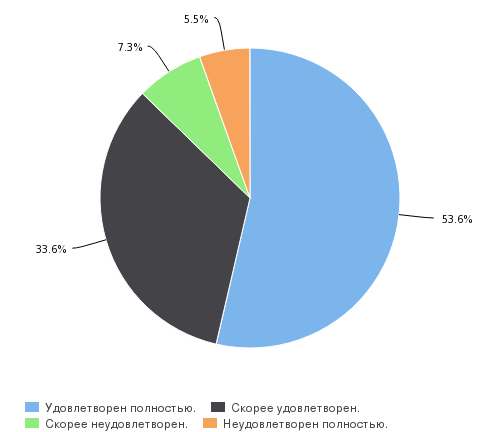 5.5%
7.3%
53.6%
33.6%
Удовлетворен полностью. Скорее удовлетворен.
Скорее неудовлетворен. Неудовлетворен полностью.